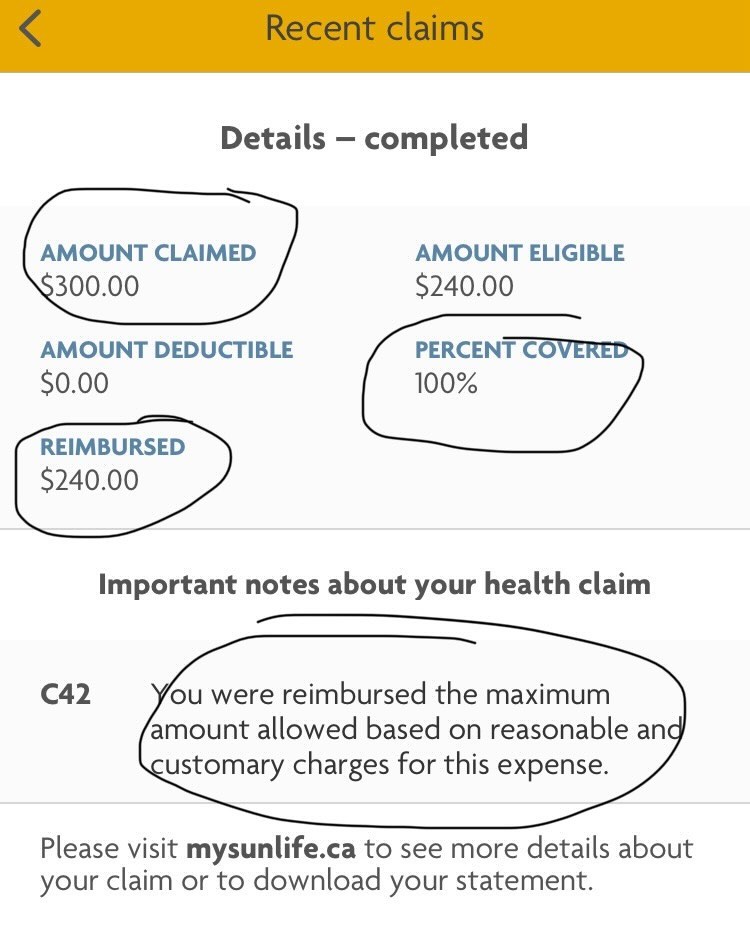 Recent claims
Details – completed
AMOUNT CLAIMED
$300.00
AMOUNT ELIGIBLE
$240.00
AMOUNT DEDUCTIBLE
$0.00
PERCENT COVERED
100%
REIMBURSED
$240.00
Important notes about your health claim
C42 You were reimbursed the maximum
amount allowed based on reasonable and
customary charges for this expense.
Please visit mysunlife.ca to see more details about
your claim or to download your statement.